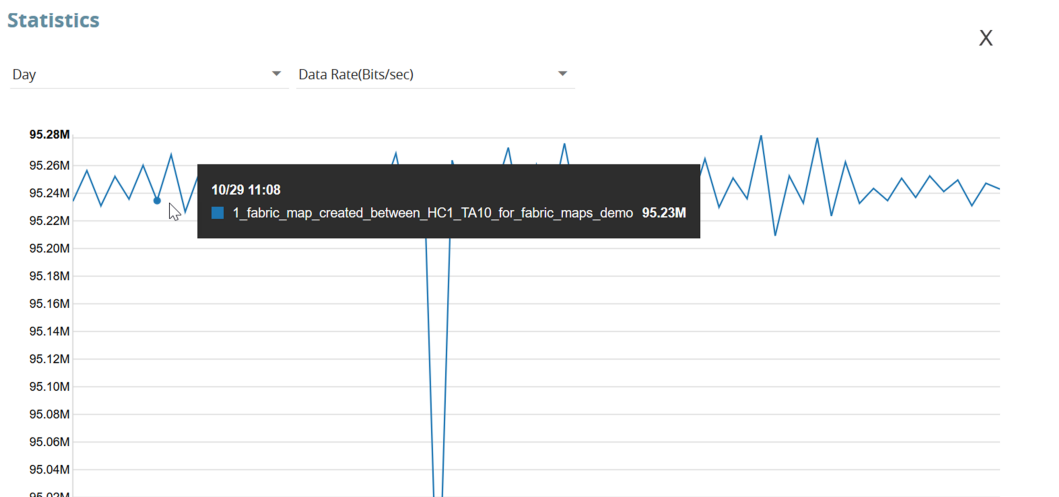 Statistics
X
Day
Data Rate(Bits/sec)
95.28M
95.26M
10/29 11:08
95.24M
1_fabric_map_created_between_HC1_TA10_for_fabric_maps_demo 95.23M
95.22M
95.20M
95.18M
95.16M
95.14M
95.12M
95.10M
95.08M
95.06M
95.04M
95.02M